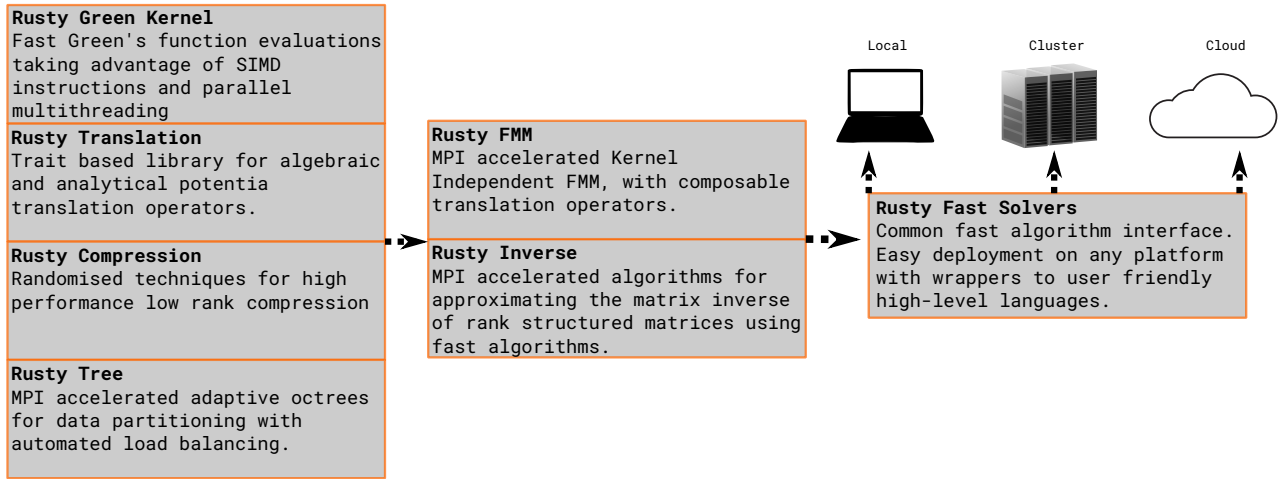 Rusty Green Kernel
Fast Green's function evaluations
taking advantage of SIMD
instructions and parallel
multithreading
Rusty Translation
Trait based library for algebraic
and analytical potentia
translation operators.
Rusty Compression
Randomised techniques for high
performance low rank compression
Rusty Tree
MPI accelerated adaptive octrees
for data partitioning with
automated load balancing.
Rusty FMM
MPI accelerated Kernel
Independent FMM, with composable
translation operators.
Rusty Inverse
MPI accelerated algorithms for
approximating the matrix inverse
of rank structured matrices using
fast algorithms.
Local
Cluster
Cloud
Rusty Fast Solvers
Common fast algorithm interface.
Easy deployment on any platform
with wrappers to user friendly
high-level languages.